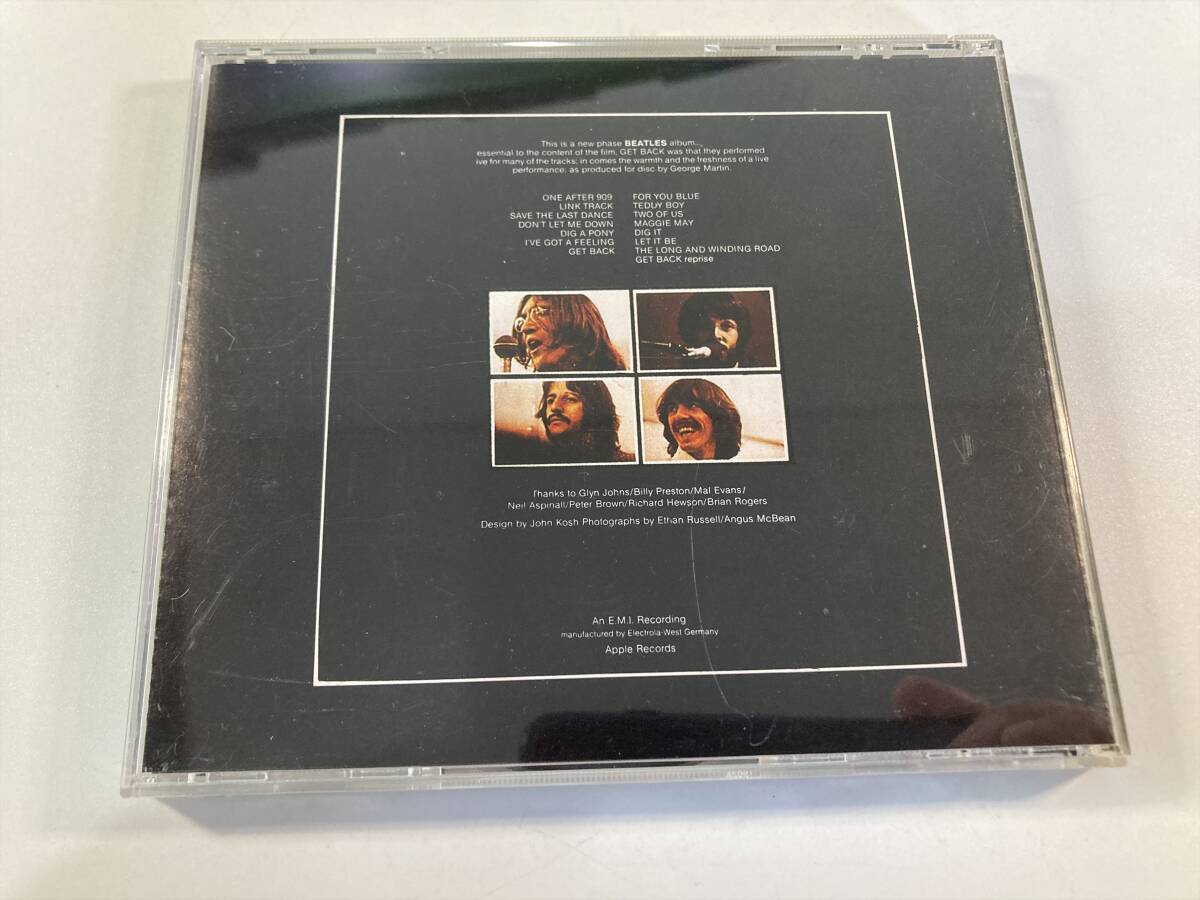 This is a new phase BEATLES album...
essential to the content of the film, GET BACK was that they performed
ive for many of the tracks; in comes the warmth and the freshness of a live
performance; as produced for disc by George Martin.
ONE AFTER 909
LINK TRACK
SAVE THE LAST DANCE
DON'T LET ME DOWN
DIG A PONY
I'VE GOT A FEELING
GET BACK
FOR YOU BLUE
TEDDY BOY
TWO OF US
MAGGIE MAY
DIG IT
LET IT BE
THE LONG AND WINDING ROAD
GET BACK reprise
Thanks to Glyn Johns/Billy Preston/Mal Evans/
Neil Aspinall/Peter Brown/Richard Hewson/Brian Rogers
Design by John Kosh Photographs by Ethan Russell/Angus McBean
An E.M.I. Recording
manufactured by Electrola-West Germany
Apple Records